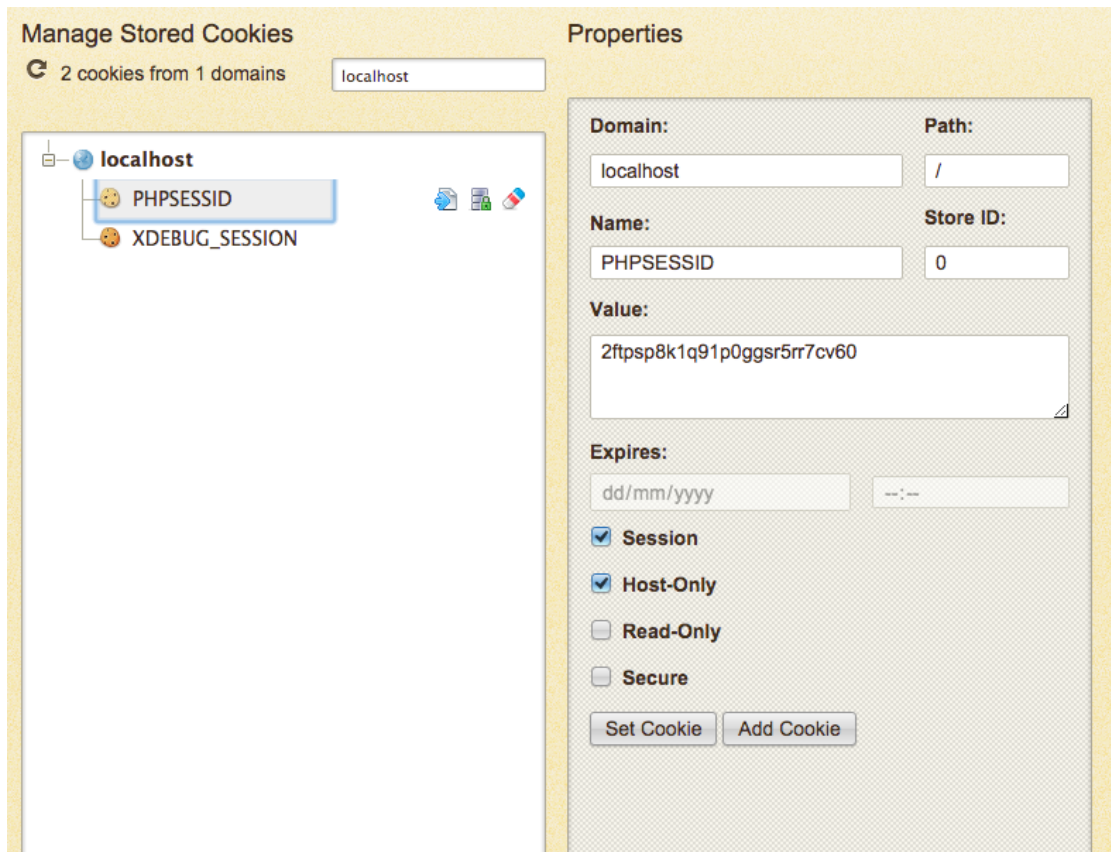 Manage Stored Cookies
2 cookies from 1 domains
localhost
localhost
PHPSESSID
XDEBUG_SESSION
Properties
Domain:
Path:
localhost
/
Name:
Store ID:
PHPSESSID
0
Value:
2ftpsp8k1q91p0ggsr5rr7cv60
Expires:
dd/mm/yyyy
--:--
Session
Host-Only
Read-Only
Secure
Set Cookie
Add Cookie